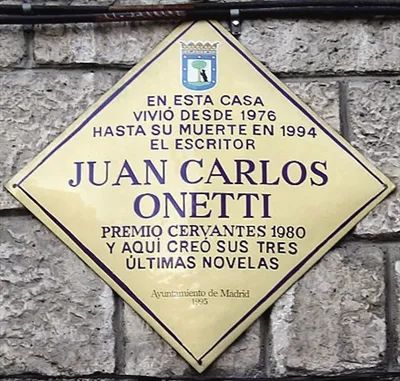 EN ESTA CASA
VIVIÓ DESDE 1976
HASTA SU MUERTE EN 1994
EL ESCRITOR
JUAN CARLOS
ONETTI
PREMIO CERVANTES 1980
Y AQUÍ CREÓ SUS TRES
ÚLTIMAS NOVELAS
Ayuntamiento de Madrid
1995